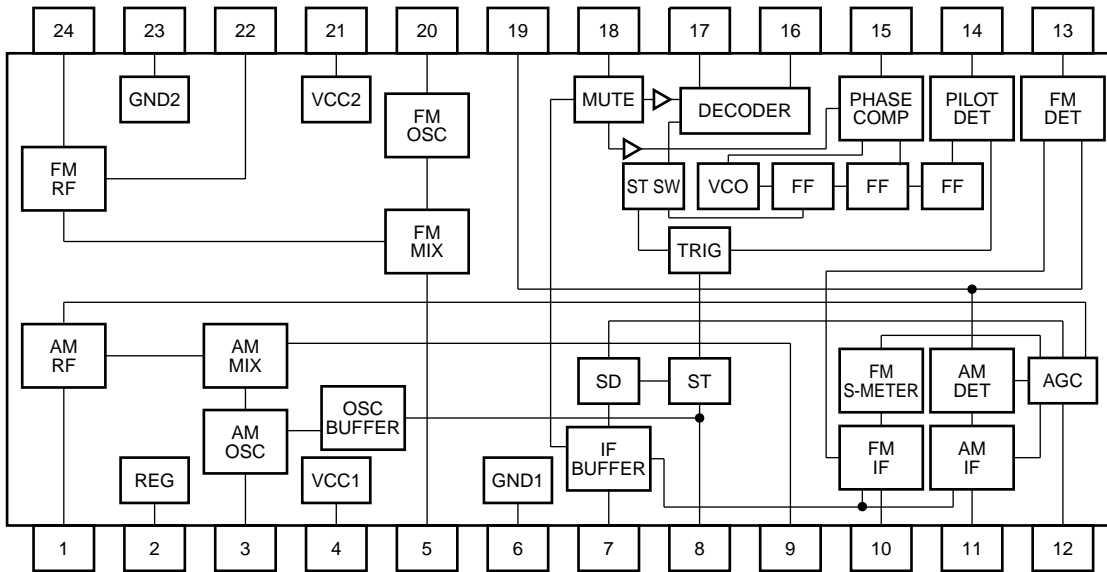 24 23 22 21 20 19 18 17 16 15 14 13
GND2 VCC2 FM
OSC MUTE DECODER PHASE
COMP PILOT
DET FM
DET
FM
RF ST SW VCO FF FF FF
FM
MIX TRIG
AM
RF AM
MIX SD ST FM
S-METER AM
DET AGC
OSC
BUFFER AM
OSC IF
BUFFER FM
IF AM
IF
REG VCC1 GND1
1 2 3 4 5 6 7 8 9 10 11 12